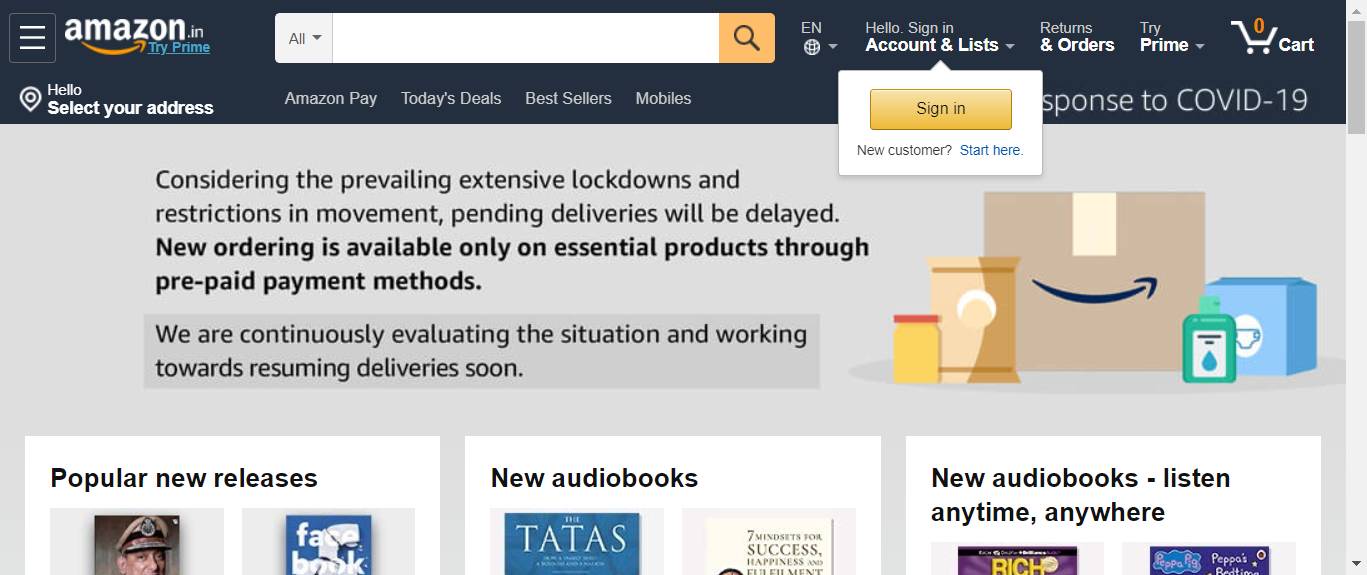 amazon.in
Try Prime
All
EN
Hello. Sign in
Account & Lists
Returns
& Orders
Try
Prime
0
Cart
Hello
Select your address
Amazon Pay
Today's Deals
Best Sellers
Mobiles
sponse to COVID-19
Sign in
New customer? Start here.
Considering the prevailing extensive lockdowns and
restrictions in movement, pending deliveries will be delayed.
New ordering is available only on essential products through
pre-paid payment methods.
We are continuously evaluating the situation and working
towards resuming deliveries soon.
Popular new releases
New audiobooks
New audiobooks - listen
anytime, anywhere
face
book
THE
TATAS
7 MINDSETS FOR
SUCCESS,
HAPPINESS AND
FULFILMENT
RICH
Peppa Pig
Peppa's
Bedtime